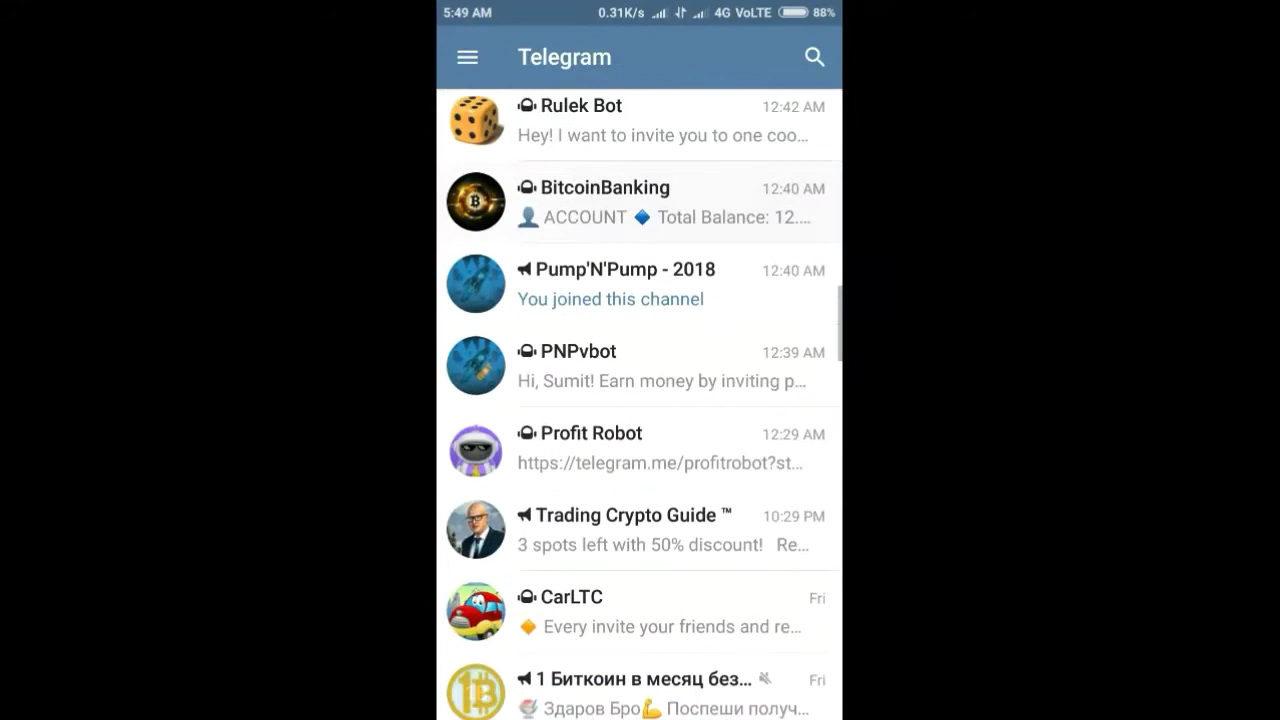 5:49 AM 0.31K/s 4G VoLTE 88%
Telegram
Rulek Bot 12:42 AM
Hey! I want to invite you to one coo...
BitcoinBanking 12:40 AM
👤 ACCOUNT 🔷 Total Balance: 12....
Pump'N'Pump - 2018 12:40 AM
You joined this channel
PNPvbot 12:39 AM
Hi, Sumit! Earn money by inviting p...
Profit Robot 12:29 AM
https://telegram.me/profitrobot?st...
Trading Crypto Guide ™ 10:29 PM
3 spots left with 50% discount! Re...
CarLTC Fri
🔸 Every invite your friends and re...
1 Биткоин в месяц без... Fri
Здаров Бро💪 Поспеши получ...